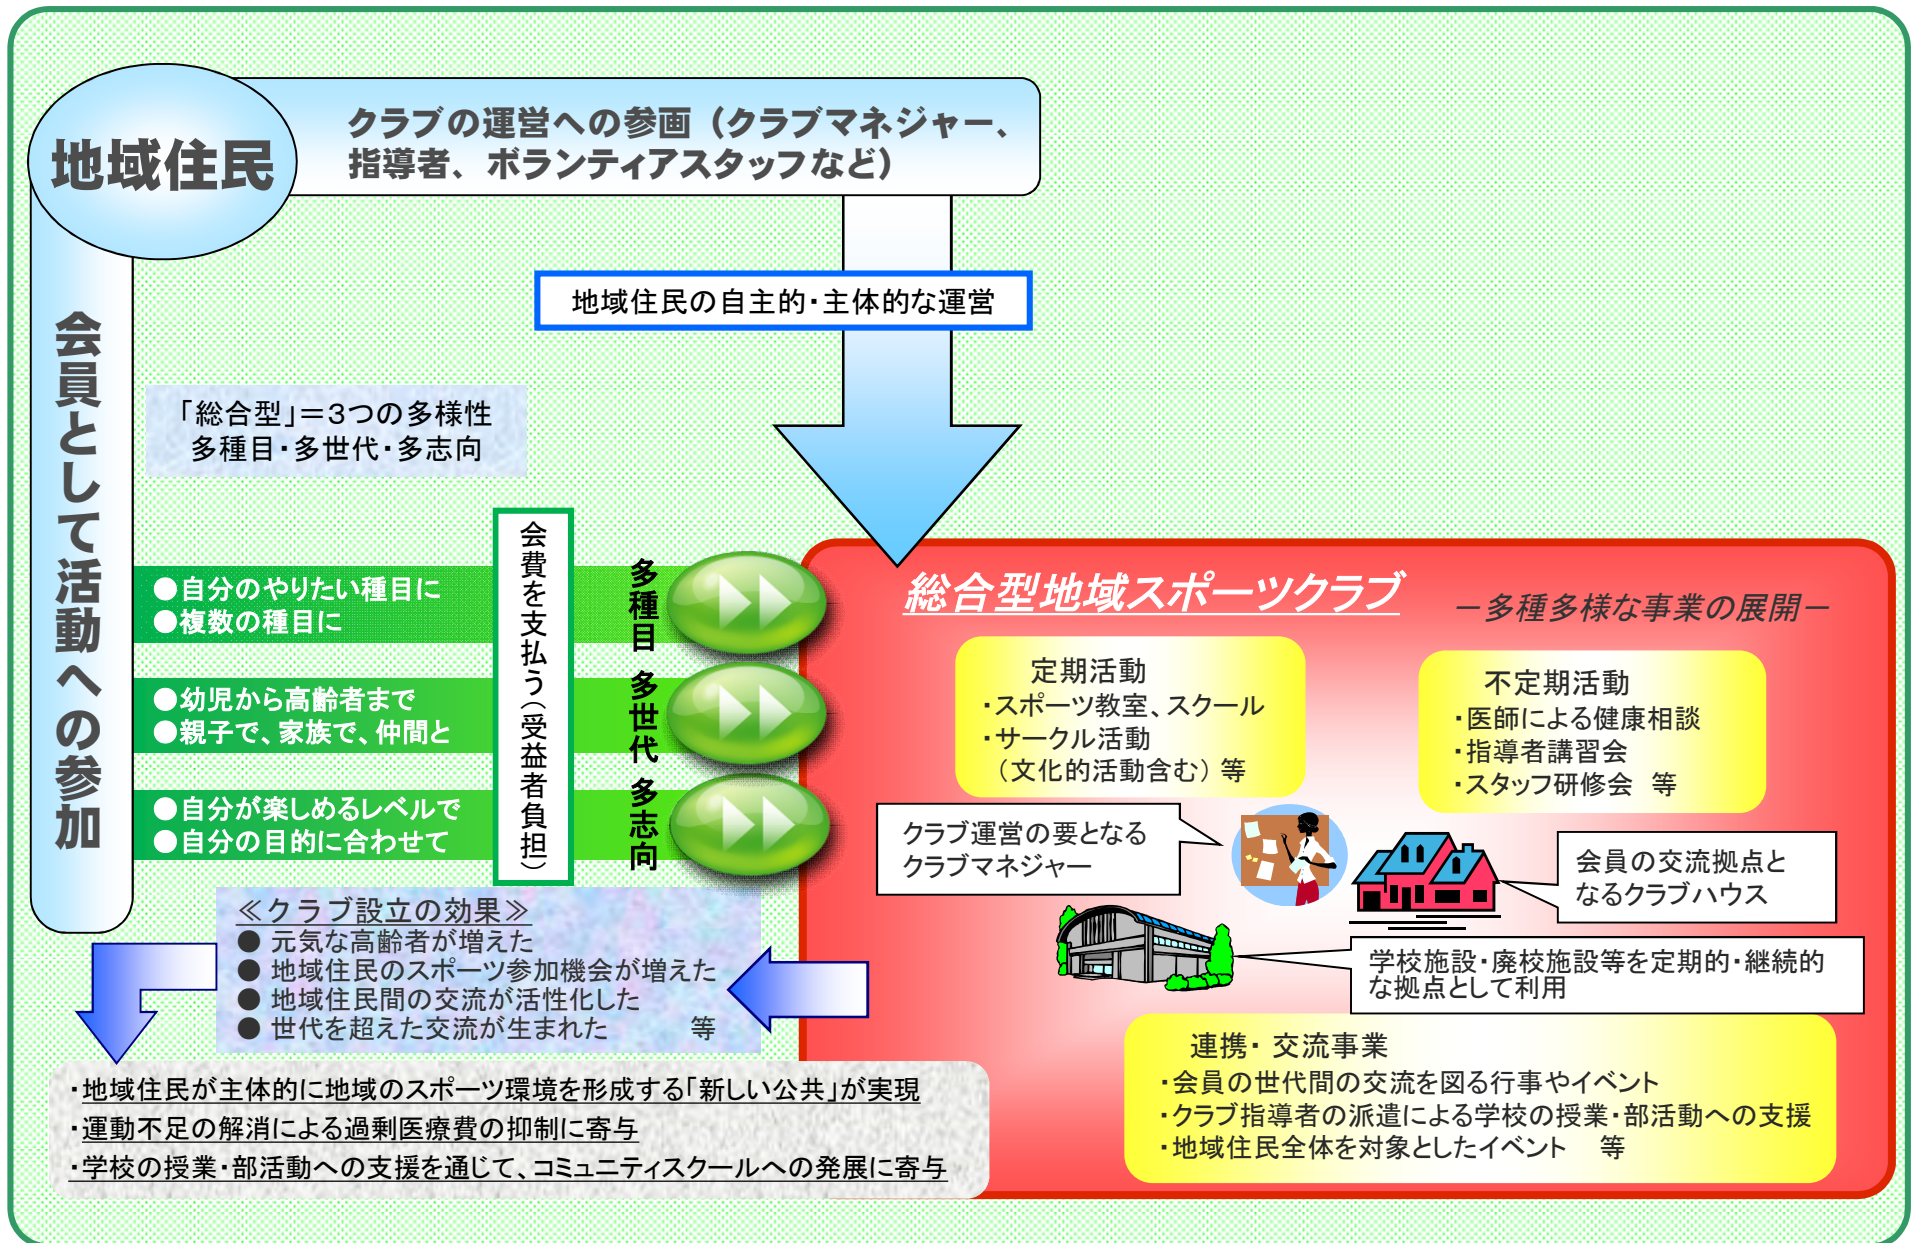 地域住民
クラブの運営への参画（クラブマネジャー、
指導者、ボランティアスタッフなど）
地域住民の自主的・主体的な運営
会員として活動への参加
「総合型」＝３つの多様性
多種目・多世代・多志向
会費を支払う（受益者負担）
●自分のやりたい種目に
●複数の種目に
多種目
●幼児から高齢者まで
●親子で、家族で、仲間と
多世代
●自分が楽しめるレベルで
●自分の目的に合わせて
多志向
総合型地域スポーツクラブ
－多種多様な事業の展開－
定期活動
・スポーツ教室、スクール
・サークル活動
（文化的活動含む）等
不定期活動
・医師による健康相談
・指導者講習会
・スタッフ研修会　等
クラブ運営の要となる
クラブマネジャー
会員の交流拠点と
なるクラブハウス
学校施設・廃校施設等を定期的・継続的
な拠点として利用
連携・ 交流事業
・会員の世代間の交流を図る行事やイベント
・クラブ指導者の派遣による学校の授業・部活動への支援
・地域住民全体を対象としたイベント　等
≪クラブ設立の効果≫
● 元気な高齢者が増えた
● 地域住民のスポーツ参加機会が増えた
● 地域住民間の交流が活性化した
● 世代を超えた交流が生まれた　　　等
・地域住民が主体的に地域のスポーツ環境を形成する「新しい公共」が実現
・運動不足の解消による過剰医療費の抑制に寄与
・学校の授業・部活動への支援を通じて、コミュニティスクールへの発展に寄与